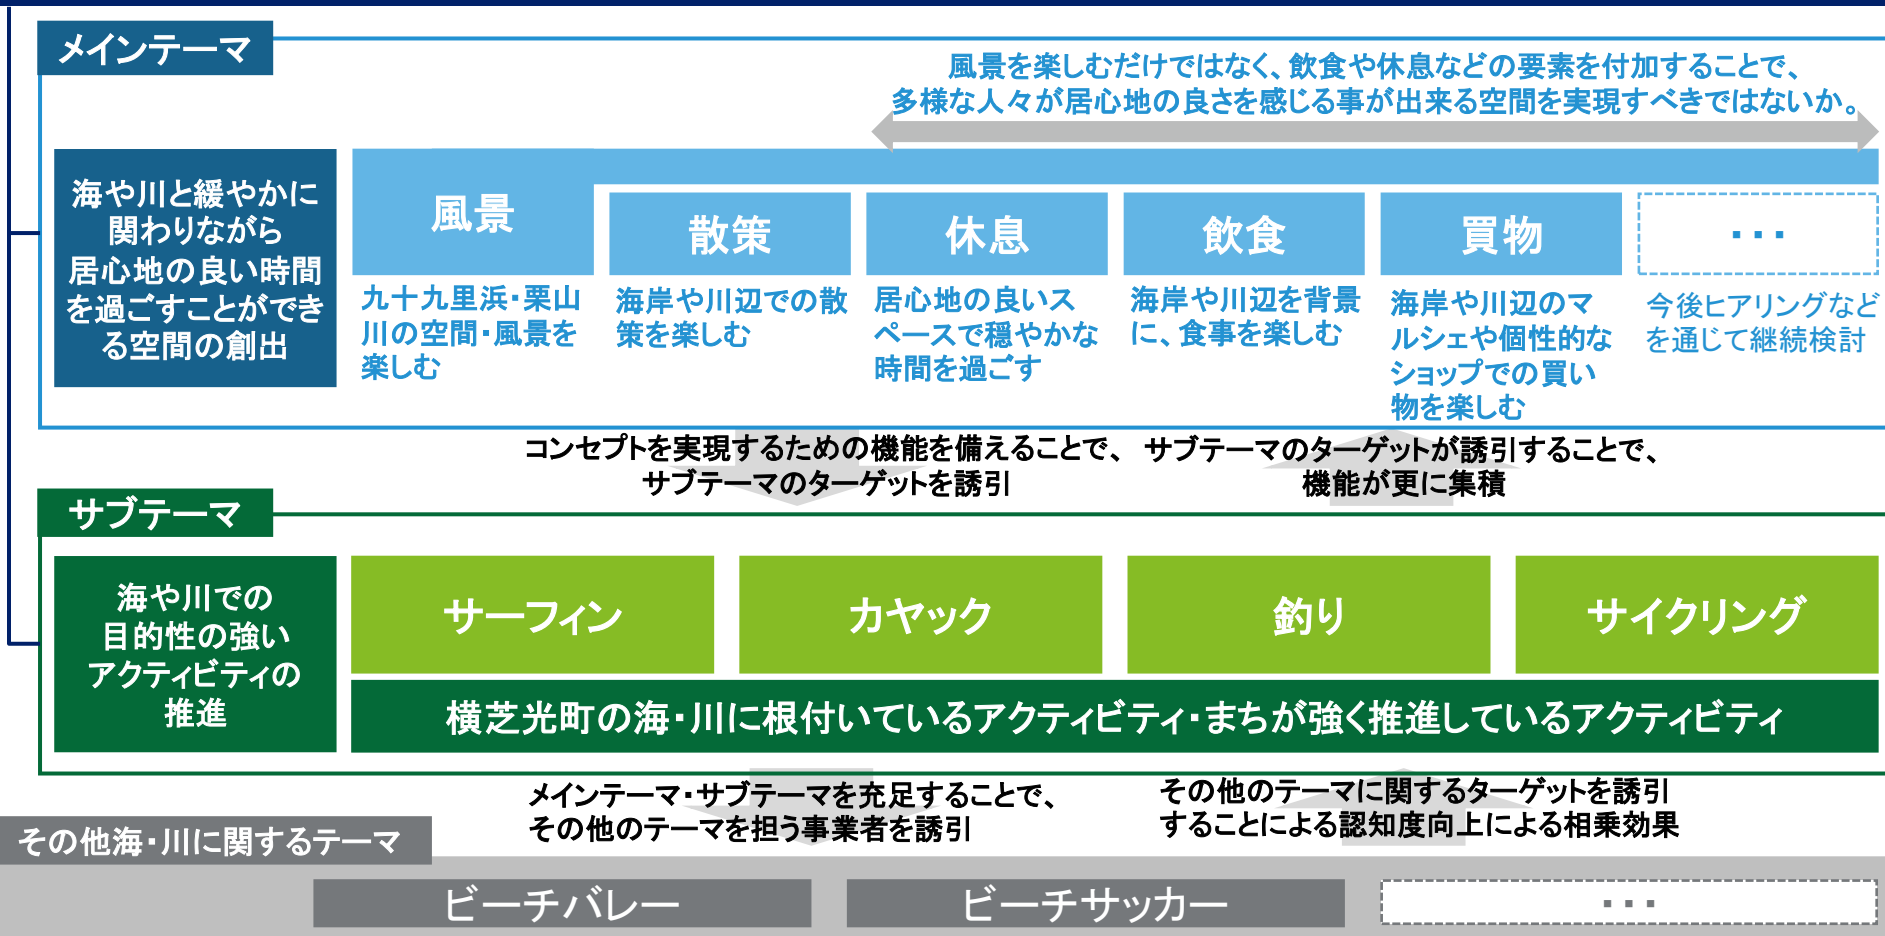 メインテーマ
風景を楽しむだけではなく、飲食や休息などの要素を付加することで、
多様な人々が居心地の良さを感じる事が出来る空間を実現すべきではないか。
海や川と緩やかに
関わりながら
居心地の良い時間
を過ごすことができ
る空間の創出
風景
九十九里浜・栗山
川の空間・風景を
楽しむ
散策
海岸や川辺での散
策を楽しむ
休息
居心地の良いス
ペースで穏やかな
時間を過ごす
飲食
海岸や川辺を背景
に、食事を楽しむ
買物
海岸や川辺のマ
ルシェや個性的な
ショップでの買い
物を楽しむ
・・・
今後ヒアリングなど
を通じて継続検討
コンセプトを実現するための機能を備えることで、
サブテーマのターゲットを誘引
サブテーマのターゲットが誘引することで、
機能が更に集積
サブテーマ
海や川での
目的性の強い
アクティビティの
推進
サーフィン
カヤック
釣り
サイクリング
横芝光町の海・川に根付いているアクティビティ・まちが強く推進しているアクティビティ
メインテーマ・サブテーマを充足することで、
その他のテーマを担う事業者を誘引
その他のテーマに関するターゲットを誘引
することによる認知度向上による相乗効果
その他海・川に関するテーマ
ビーチバレー
ビーチサッカー
・・・